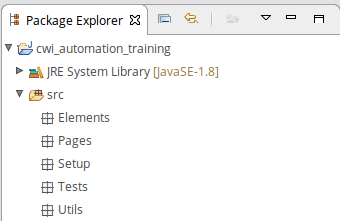 Package Explorer
cwi_automation_training
JRE System Library [JavaSE-1.8]
src
Elements
Pages
Setup
Tests
Utils